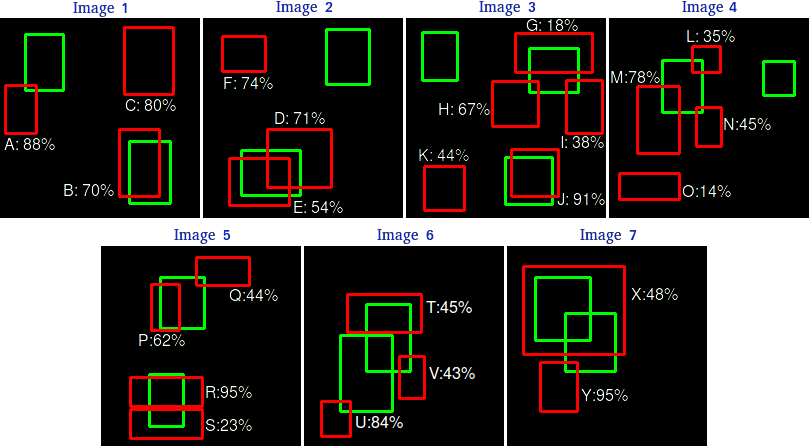 Image 1
Image 2
Image 3
Image 4
A: 88%
B: 70%
C: 80%
F: 74%
D: 71%
E: 54%
G: 18%
H: 67%
I: 38%
K: 44%
J: 91%
L: 35%
M:78%
N:45%
O:14%
Image 5
Image 6
Image 7
Q:44%
P:62%
R:95%
S:23%
T:45%
V:43%
U:84%
X:48%
Y:95%